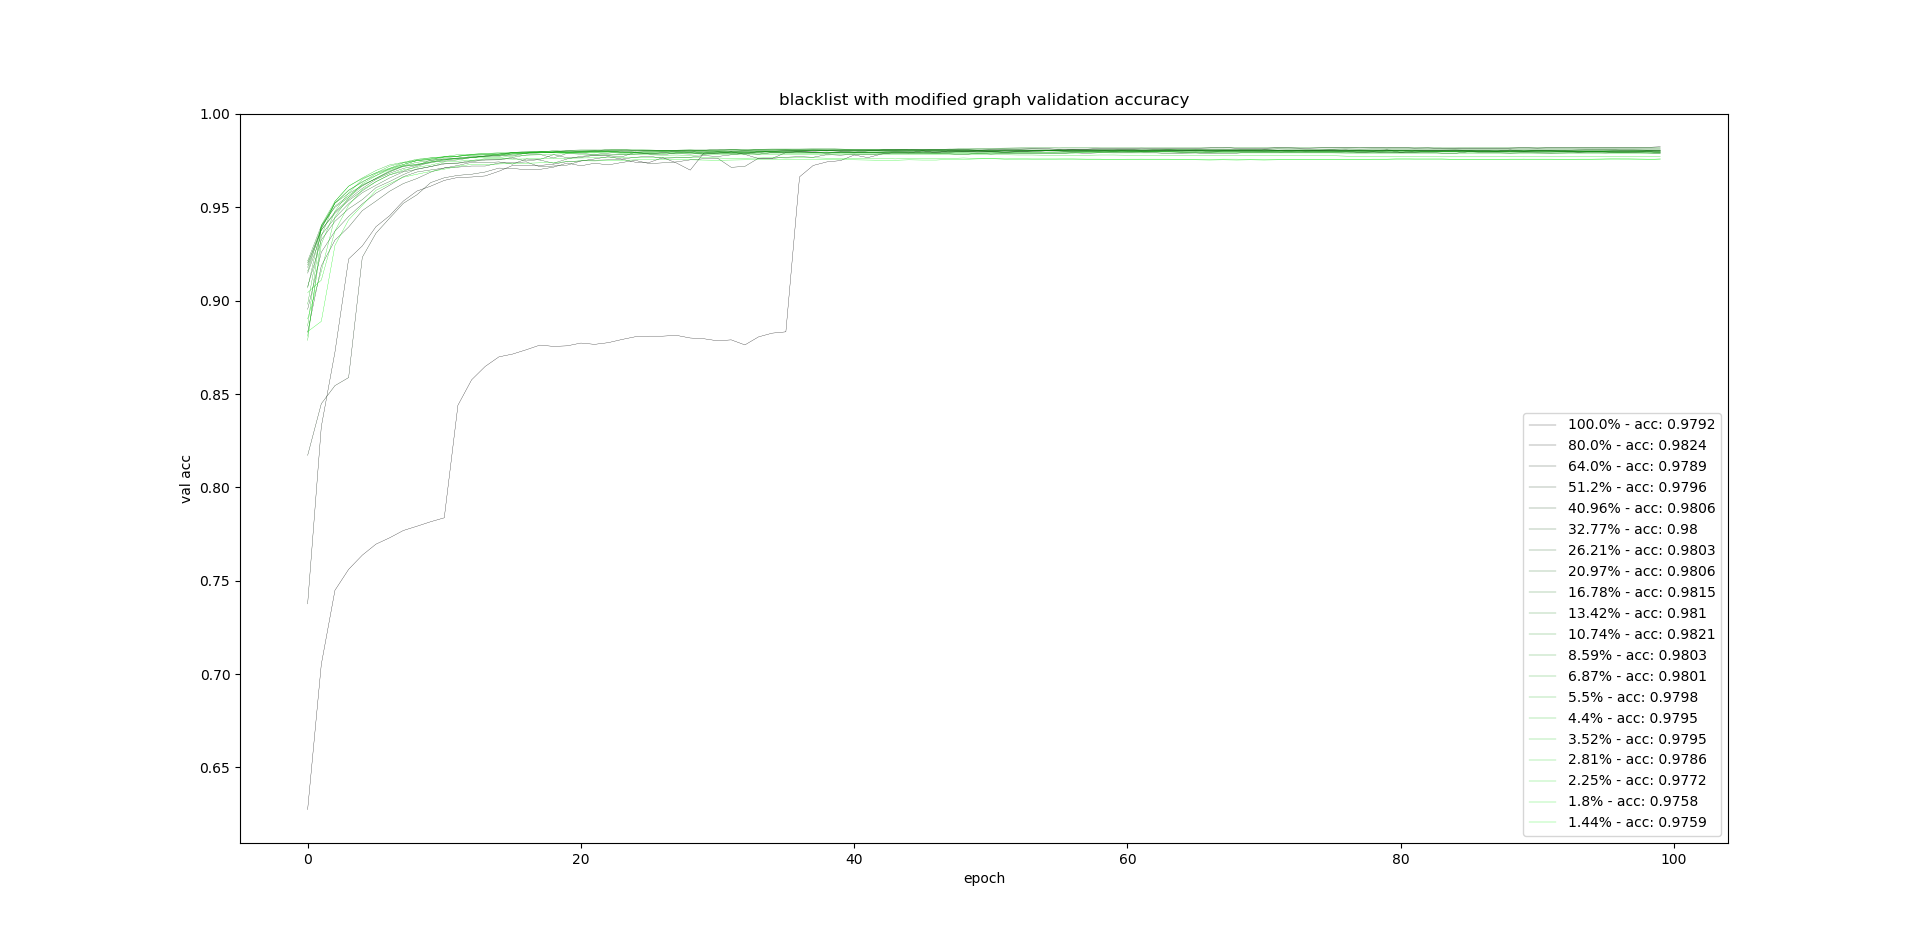 blacklist with modified graph validation accuracy
1.00
0.95
0.90
0.85
0.80
0.75
0.70
0.65
val acc
0
20
40
60
80
100
epoch
100.0% - acc: 0.9792
80.0% - acc: 0.9824
64.0% - acc: 0.9789
51.2% - acc: 0.9796
40.96% - acc: 0.9806
32.77% - acc: 0.98
26.21% - acc: 0.9803
20.97% - acc: 0.9806
16.78% - acc: 0.9815
13.42% - acc: 0.981
10.74% - acc: 0.9821
8.59% - acc: 0.9803
6.87% - acc: 0.9801
5.5% - acc: 0.9798
4.4% - acc: 0.9795
3.52% - acc: 0.9795
2.81% - acc: 0.9786
2.25% - acc: 0.9772
1.8% - acc: 0.9758
1.44% - acc: 0.9759